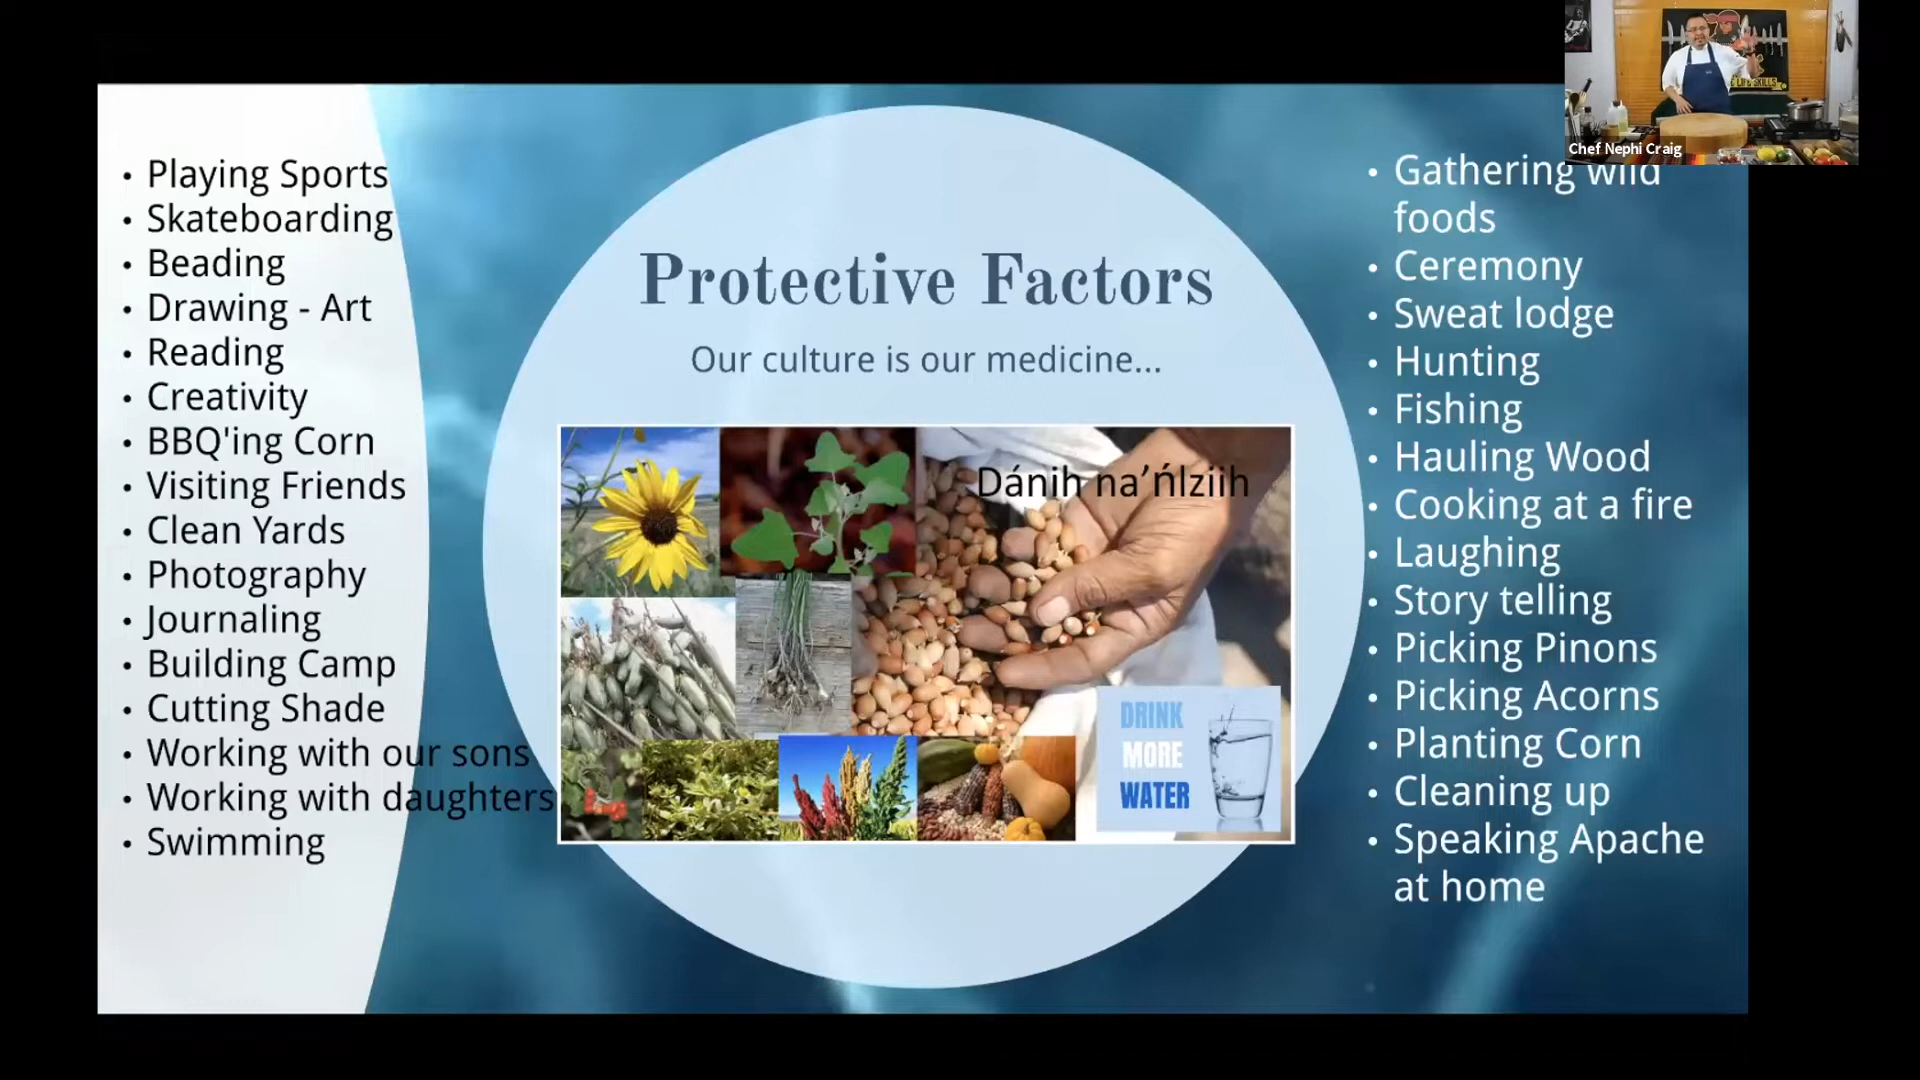 Chef Nephi Craig
LIFE SKILLS
Protective Factors
Our culture is our medicine...
• Playing Sports
• Skateboarding
• Beading
• Drawing - Art
• Reading
• Creativity
• BBQ'ing Corn
• Visiting Friends
• Clean Yards
• Photography
• Journaling
• Building Camp
• Cutting Shade
• Working with our sons
• Working with daughters
• Swimming
Dánih na’ńlziih
DRINK
MORE
WATER
• Gathering wild
foods
• Ceremony
• Sweat lodge
• Hunting
• Fishing
• Hauling Wood
• Cooking at a fire
• Laughing
• Story telling
• Picking Pinons
• Picking Acorns
• Planting Corn
• Cleaning up
• Speaking Apache
at home